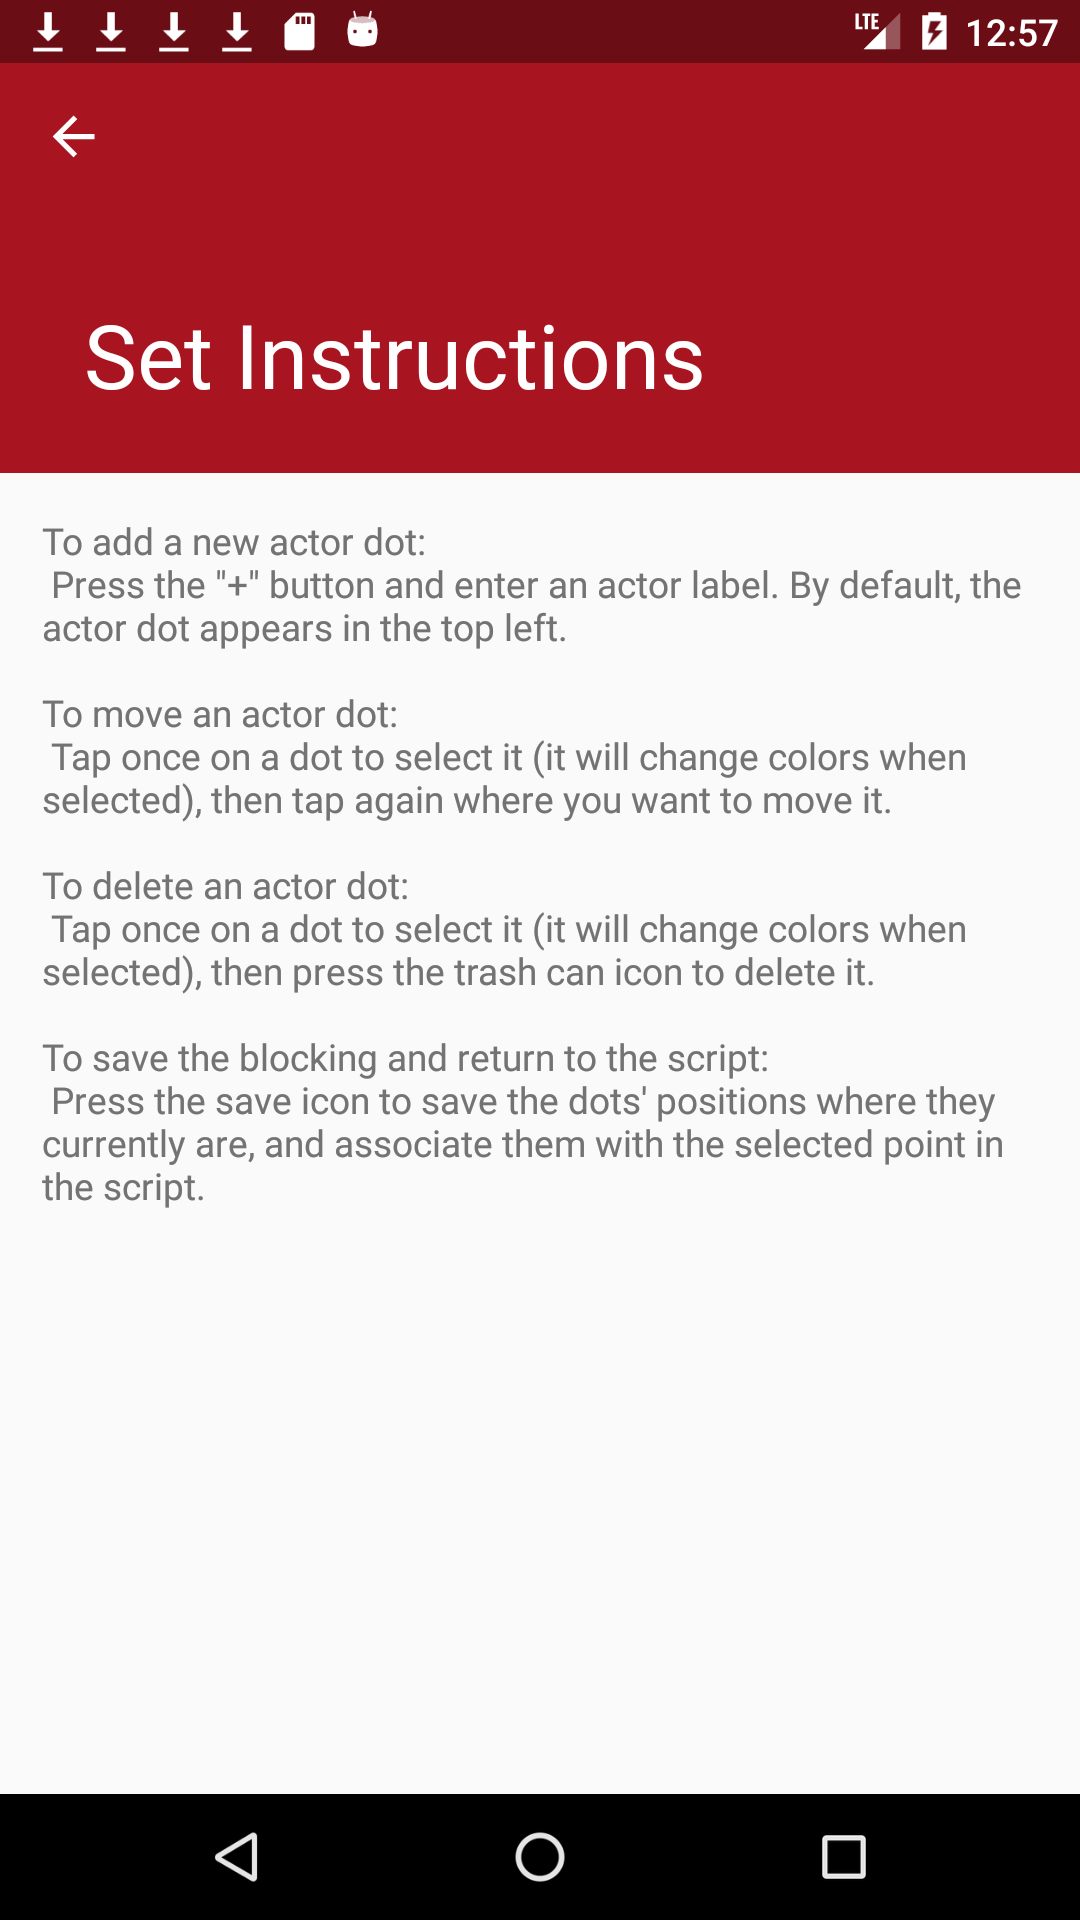 LTE 12:57
Set Instructions
To add a new actor dot:
Press the "+" button and enter an actor label. By default, the
actor dot appears in the top left.
To move an actor dot:
Tap once on a dot to select it (it will change colors when
selected), then tap again where you want to move it.
To delete an actor dot:
Tap once on a dot to select it (it will change colors when
selected), then press the trash can icon to delete it.
To save the blocking and return to the script:
Press the save icon to save the dots' positions where they
currently are, and associate them with the selected point in
the script.